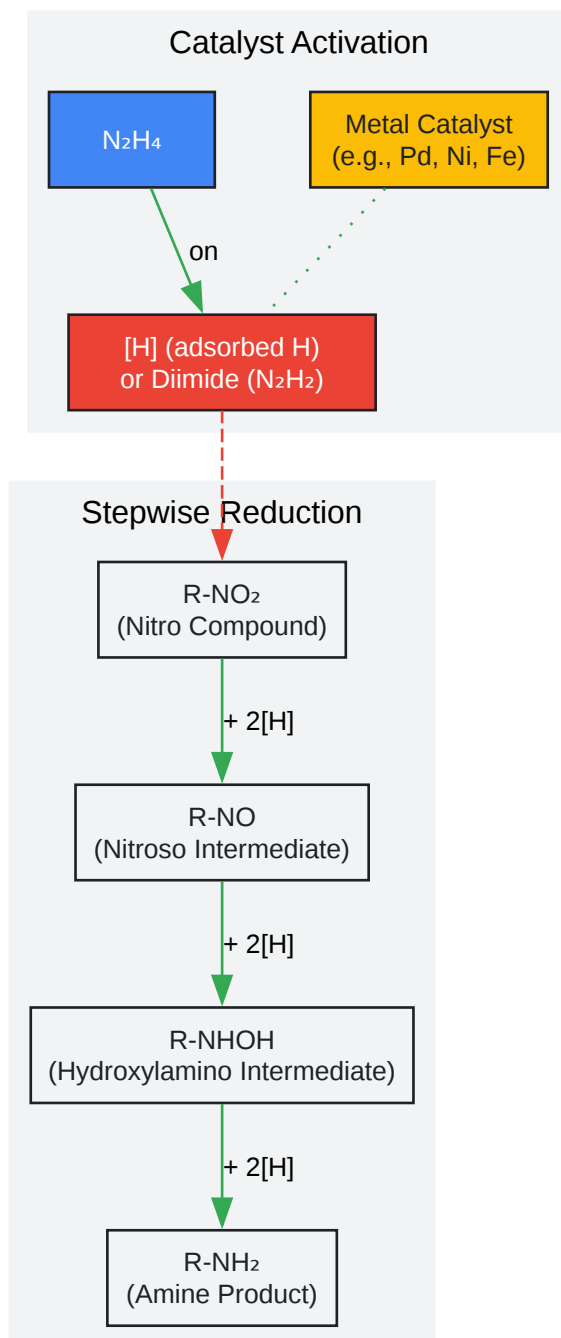 Catalyst Activation
N₂H₄
Metal Catalyst
(e.g., Pd, Ni, Fe)
on
[H] (adsorbed H)
or Diimide (N₂H₂)
Stepwise Reduction
R-NO₂
(Nitro Compound)
+ 2[H]
R-NO
(Nitroso Intermediate)
+ 2[H]
R-NHOH
(Hydroxylamino Intermediate)
+ 2[H]
R-NH₂
(Amine Product)